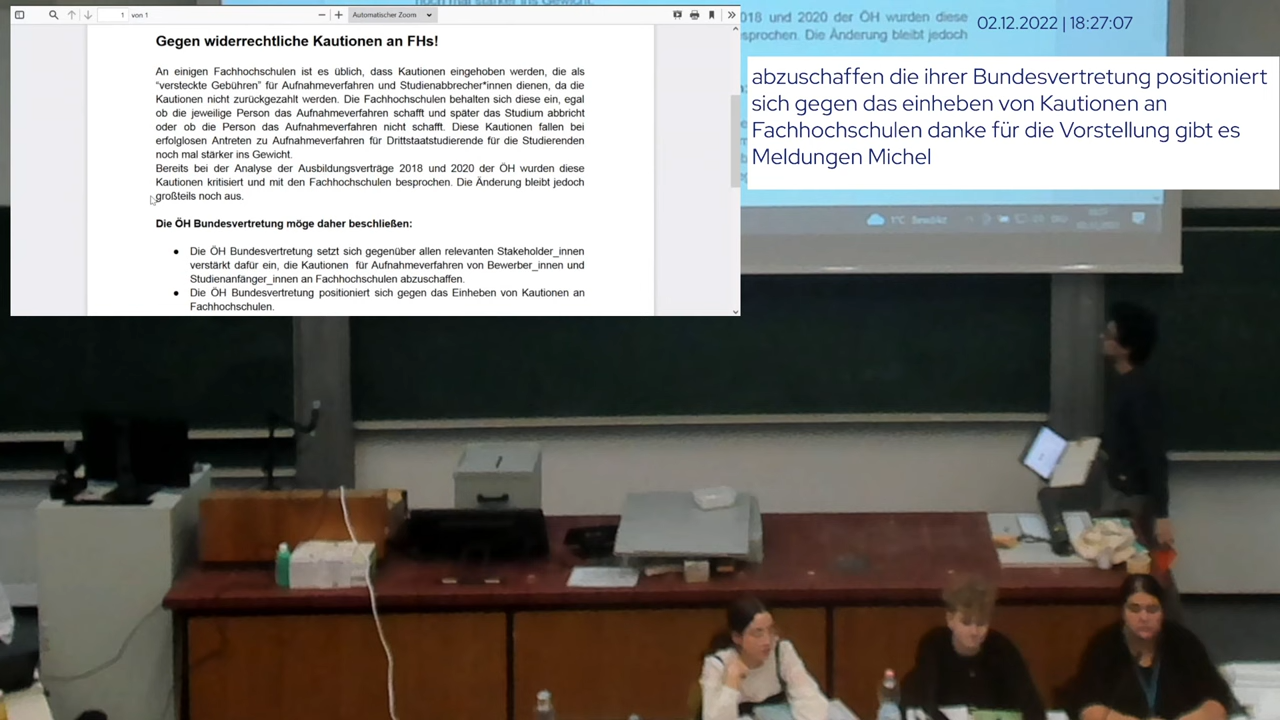 1 von 1
Automatischer Zoom
Gegen widerrechtliche Kautionen an FHs!
An einigen Fachhochschulen ist es üblich, dass Kautionen eingehoben werden, die als
“versteckte Gebühren” für Aufnahmeverfahren und Studienabbrecher*innen dienen, da die
Kautionen nicht zurückgezahlt werden. Die Fachhochschulen behalten sich diese ein, egal
ob die jeweilige Person das Aufnahmeverfahren schafft und später das Studium abbricht
oder ob die Person das Aufnahmeverfahren nicht schafft. Diese Kautionen fallen bei
erfolglosen Antreten zu Aufnahmeverfahren für Drittstaatstudierende für die Studierenden
noch mal stärker ins Gewicht.
Bereits bei der Analyse der Ausbildungsverträge 2018 und 2020 der ÖH wurden diese
Kautionen kritisiert und mit den Fachhochschulen besprochen. Die Änderung bleibt jedoch
großteils noch aus.
Die ÖH Bundesvertretung möge daher beschließen:
● Die ÖH Bundesvertretung setzt sich gegenüber allen relevanten Stakeholder_innen
verstärkt dafür ein, die Kautionen für Aufnahmeverfahren von Bewerber_innen und
Studienanfänger_innen an Fachhochschulen abzuschaffen.
● Die ÖH Bundesvertretung positioniert sich gegen das Einheben von Kautionen an
Fachhochschulen.
noch mal stärker ins Gewicht.
018 und 2020 der ÖH wurden diese
sprochen. Die Änderung bleibt jedoch
02.12.2022 | 18:27:07
abzuschaffen die ihrer Bundesvertretung positioniert
sich gegen das einheben von Kautionen an
Fachhochschulen danke für die Vorstellung gibt es
Meldungen Michel
1°C Bewölkt